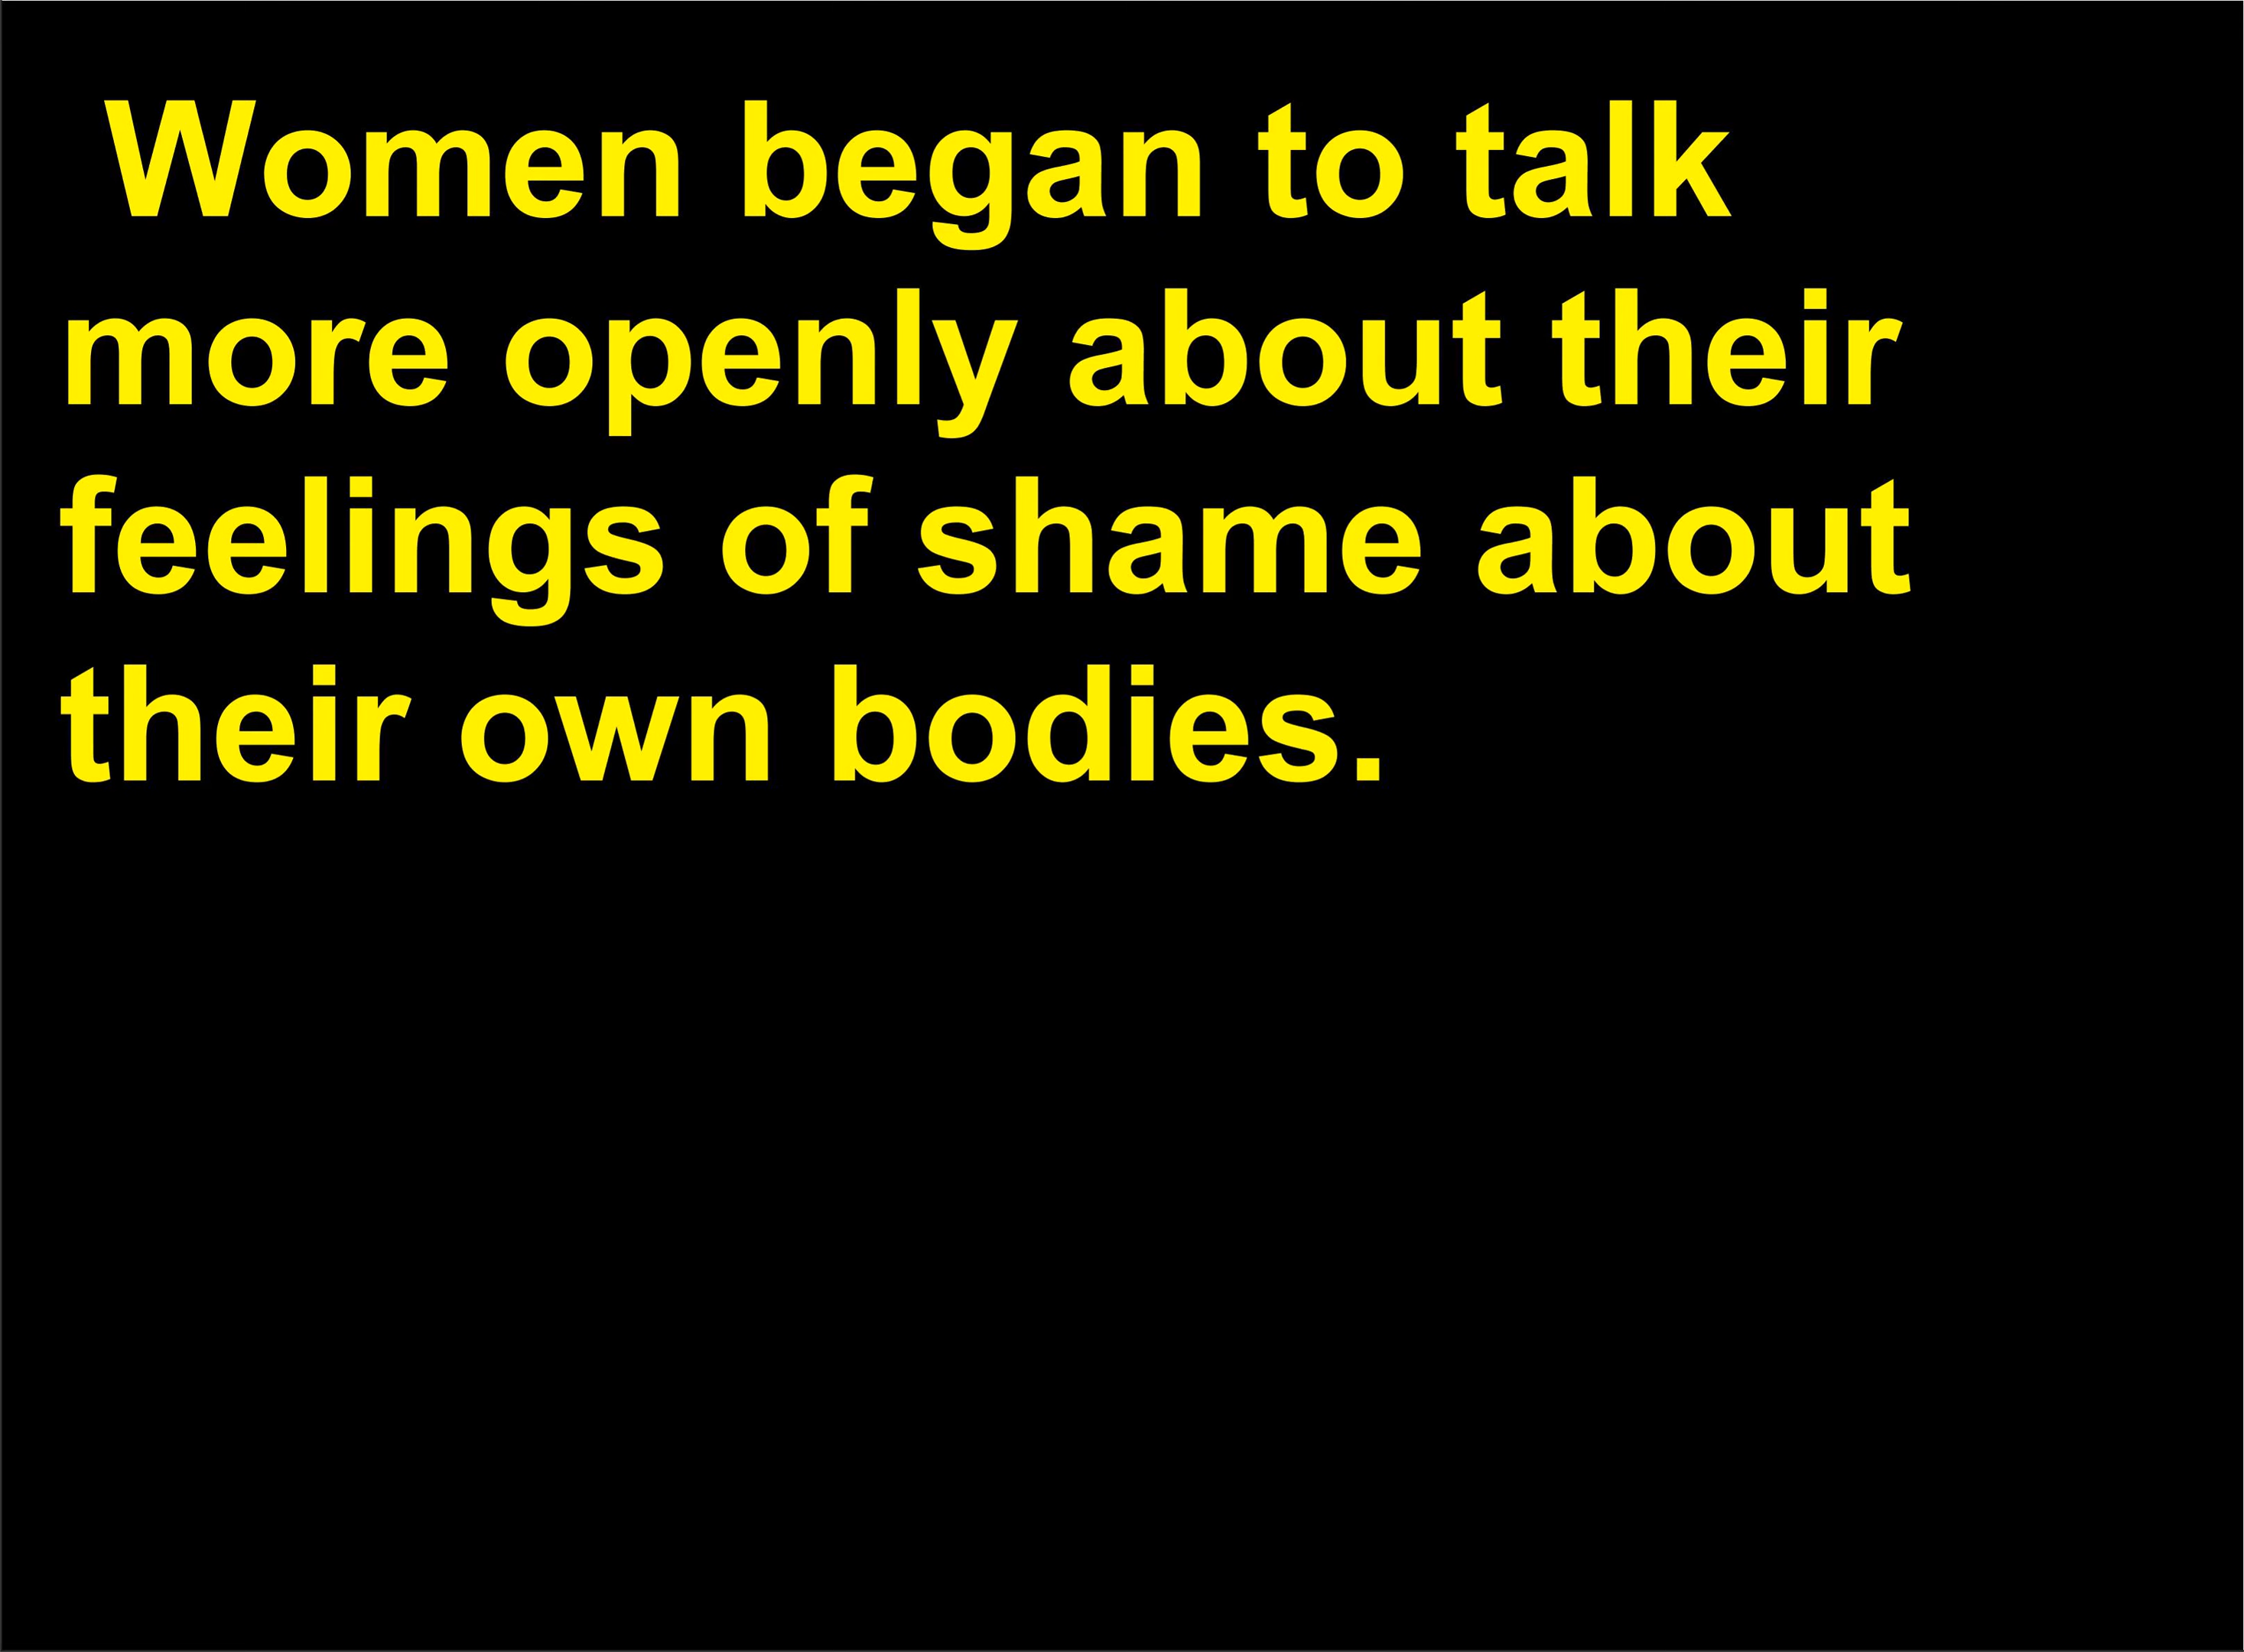 Women began to talk
more openly about their
feelings of shame about
their own bodies.